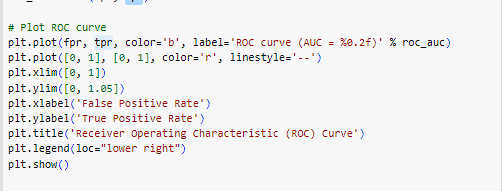 # Plot ROC curve
plt.plot(fpr, tpr, color='b', label='ROC curve (AUC = %0.2f)' % roc_auc)
plt.plot([0, 1], [0, 1], color='r', linestyle='--')
plt.xlim([0, 1])
plt.ylim([0, 1.05])
plt.xlabel('False Positive Rate')
plt.ylabel('True Positive Rate')
plt.title('Receiver Operating Characteristic (ROC) Curve')
plt.legend(loc="lower right")
plt.show()